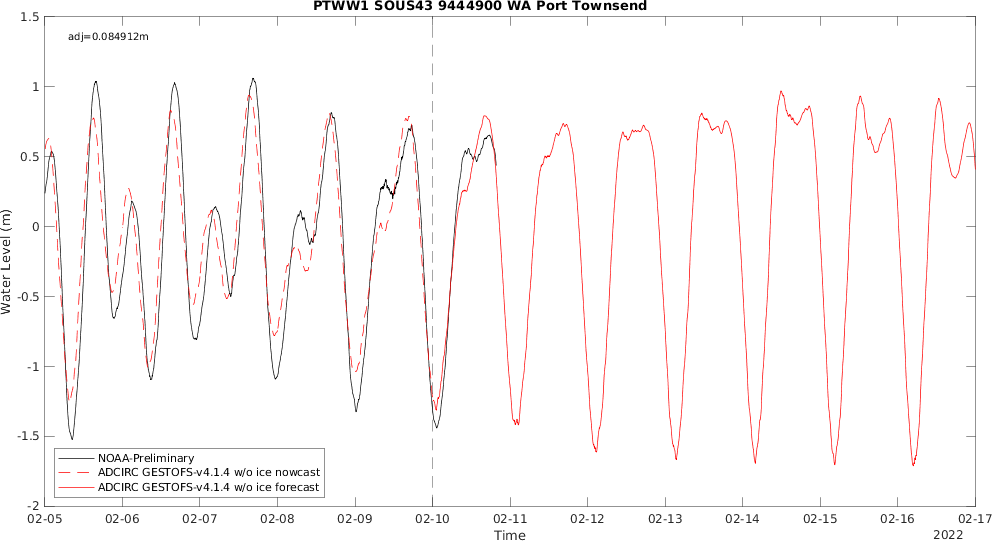 PTWW1 SOUS43 9444900 WA Port Townsend
adj=0.084912m
1.5
1
0.5
0
-0.5
-1
-1.5
-2
Water Level (m)
NOAA-Preliminary
ADCIRC GESTOFS-v4.1.4 w/o ice nowcast
ADCIRC GESTOFS-v4.1.4 w/o ice forecast
02-05 02-06 02-07 02-08 02-09 02-10 02-11 02-12 02-13 02-14 02-15 02-16 02-17
Time
2022